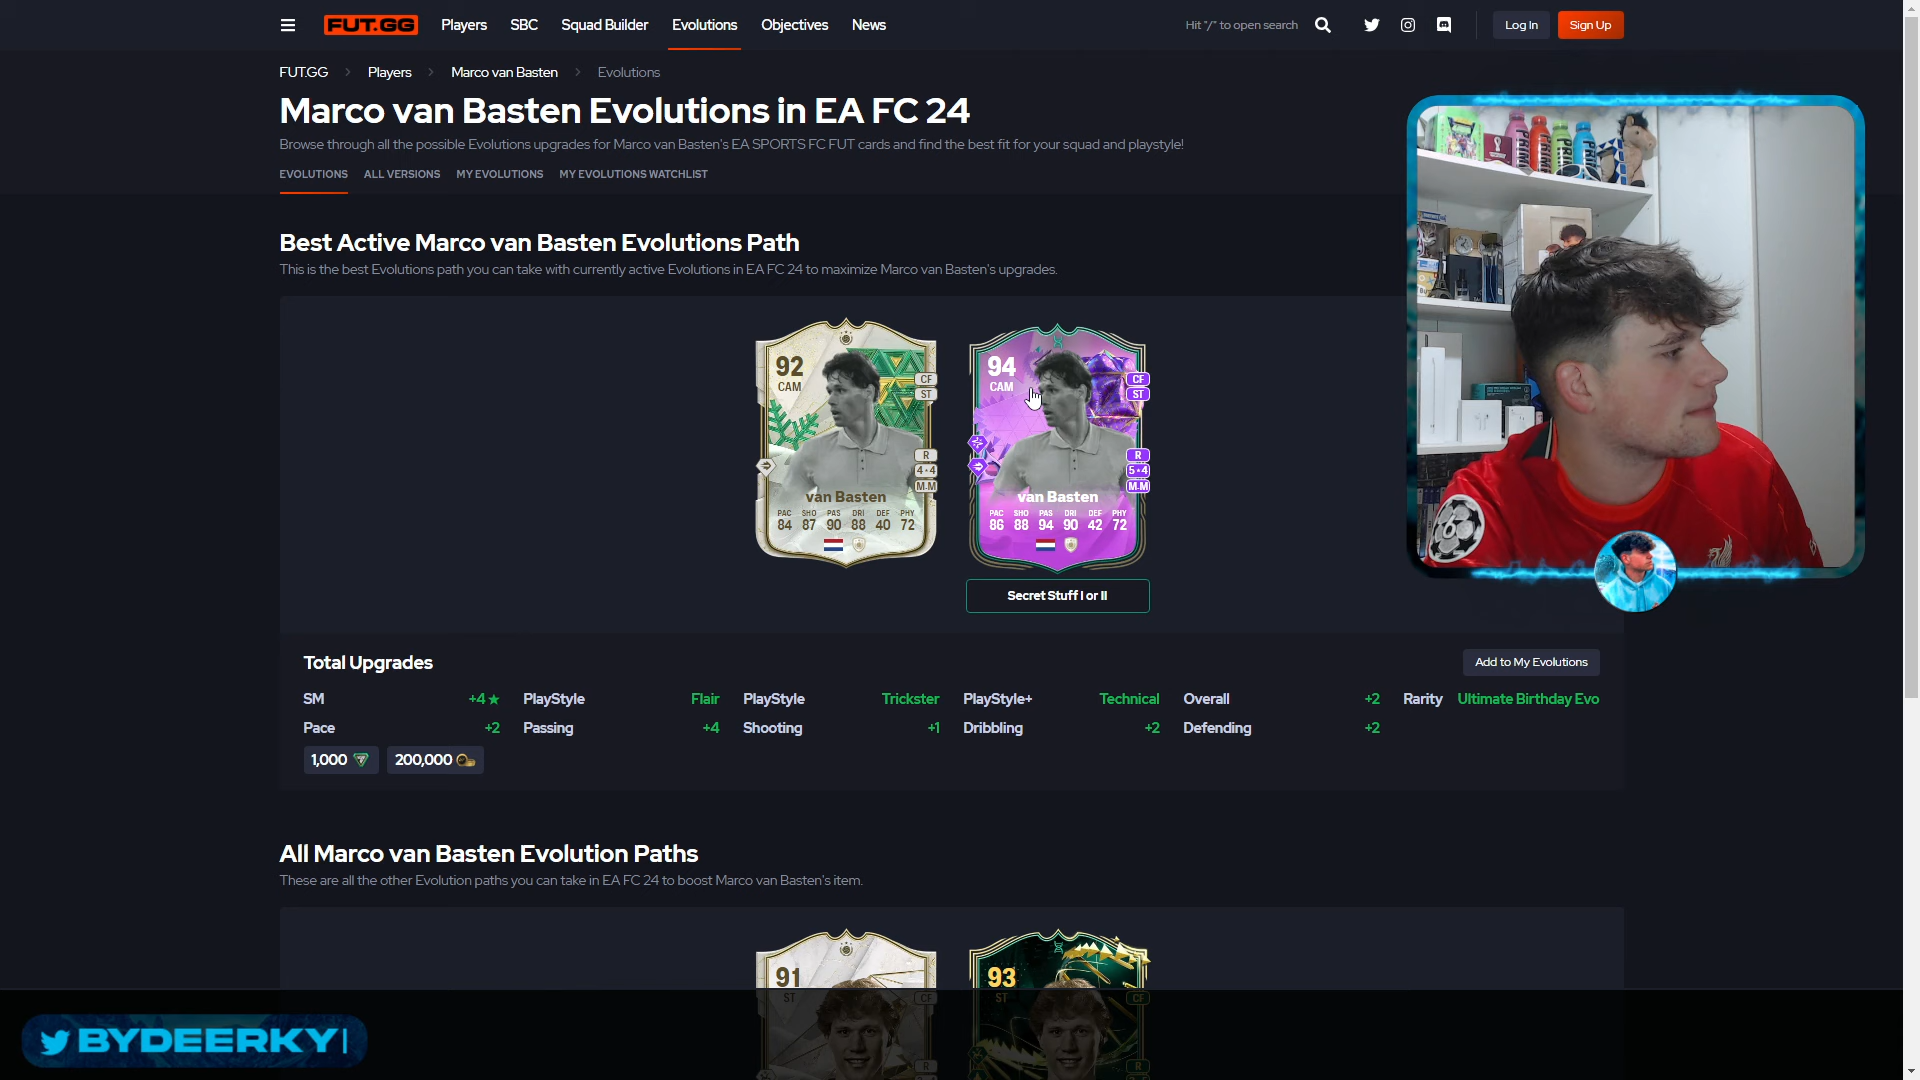 FUT.GG
Players
SBC
Squad Builder
Evolutions
Objectives
News
Hit "/" to open search
Log In
Sign Up
FUT.GG
Players
Marco van Basten
Evolutions
Marco van Basten Evolutions in EA FC 24
Browse through all the possible Evolutions upgrades for Marco van Basten's EA SPORTS FC FUT cards and find the best fit for your squad and playstyle!
EVOLUTIONS
ALL VERSIONS
MY EVOLUTIONS
MY EVOLUTIONS WATCHLIST
Best Active Marco van Basten Evolutions Path
This is the best Evolutions path you can take with currently active Evolutions in EA FC 24 to maximize Marco van Basten's upgrades.
92
CAM
CF
ST
R
4★4
M-M
van Basten
PAC SHO PAS DRI DEF PHY
84 87 90 88 40 72
94
CAM
CF
ST
R
5★4
M-M
van Basten
PAC SHO PAS DRI DEF PHY
86 88 94 90 42 72
Secret Stuff I or II
Total Upgrades
Add to My Evolutions
SM +4★ PlayStyle Flair PlayStyle Trickster PlayStyle+ Technical Overall +2 Rarity Ultimate Birthday Evo
Pace +2 Passing +4 Shooting +1 Dribbling +2 Defending +2
1,000
200,000
All Marco van Basten Evolution Paths
These are all the other Evolution paths you can take in EA FC 24 to boost Marco van Basten's item.
91
ST
CF
R
93
ST
CF
R
BYDEERKY
PRIME